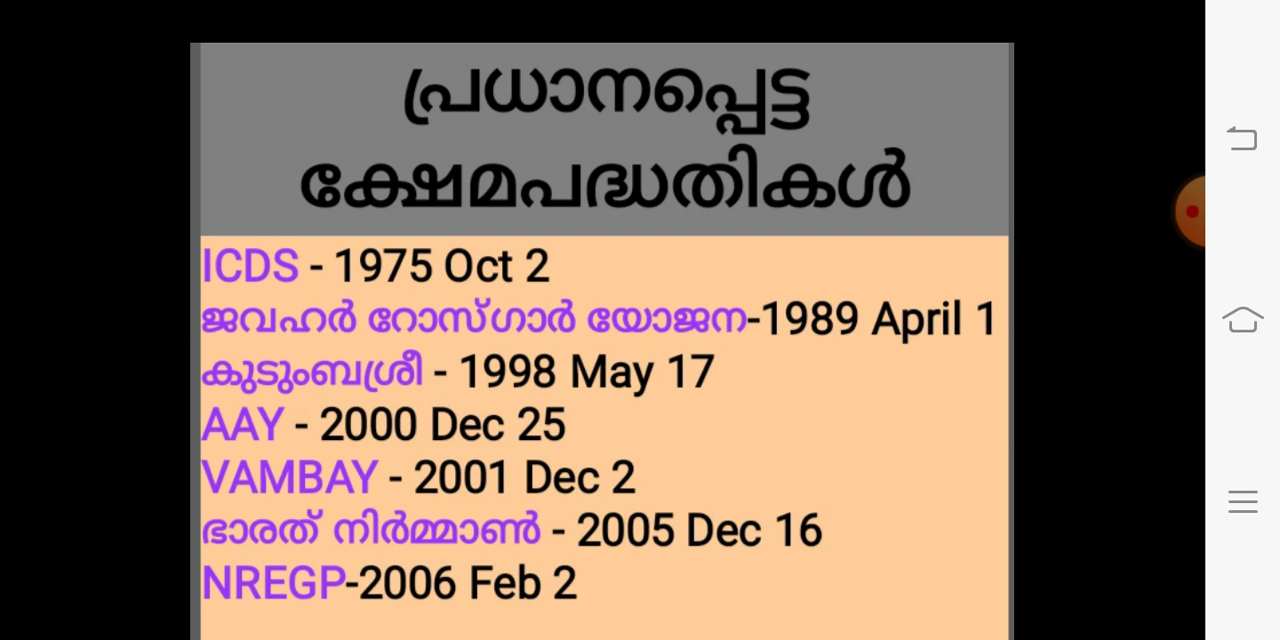 പ്രധാനപ്പെട്ട
ക്ഷേമപദ്ധതികൾ
ICDS - 1975 Oct 2
ജവഹർ റോസ്ഗാർ യോജന-1989 April 1
കുടുംബശ്രീ - 1998 May 17
AAY - 2000 Dec 25
VAMBAY - 2001 Dec 2
ഭാരത് നിർമ്മാൺ - 2005 Dec 16
NREGP-2006 Feb 2